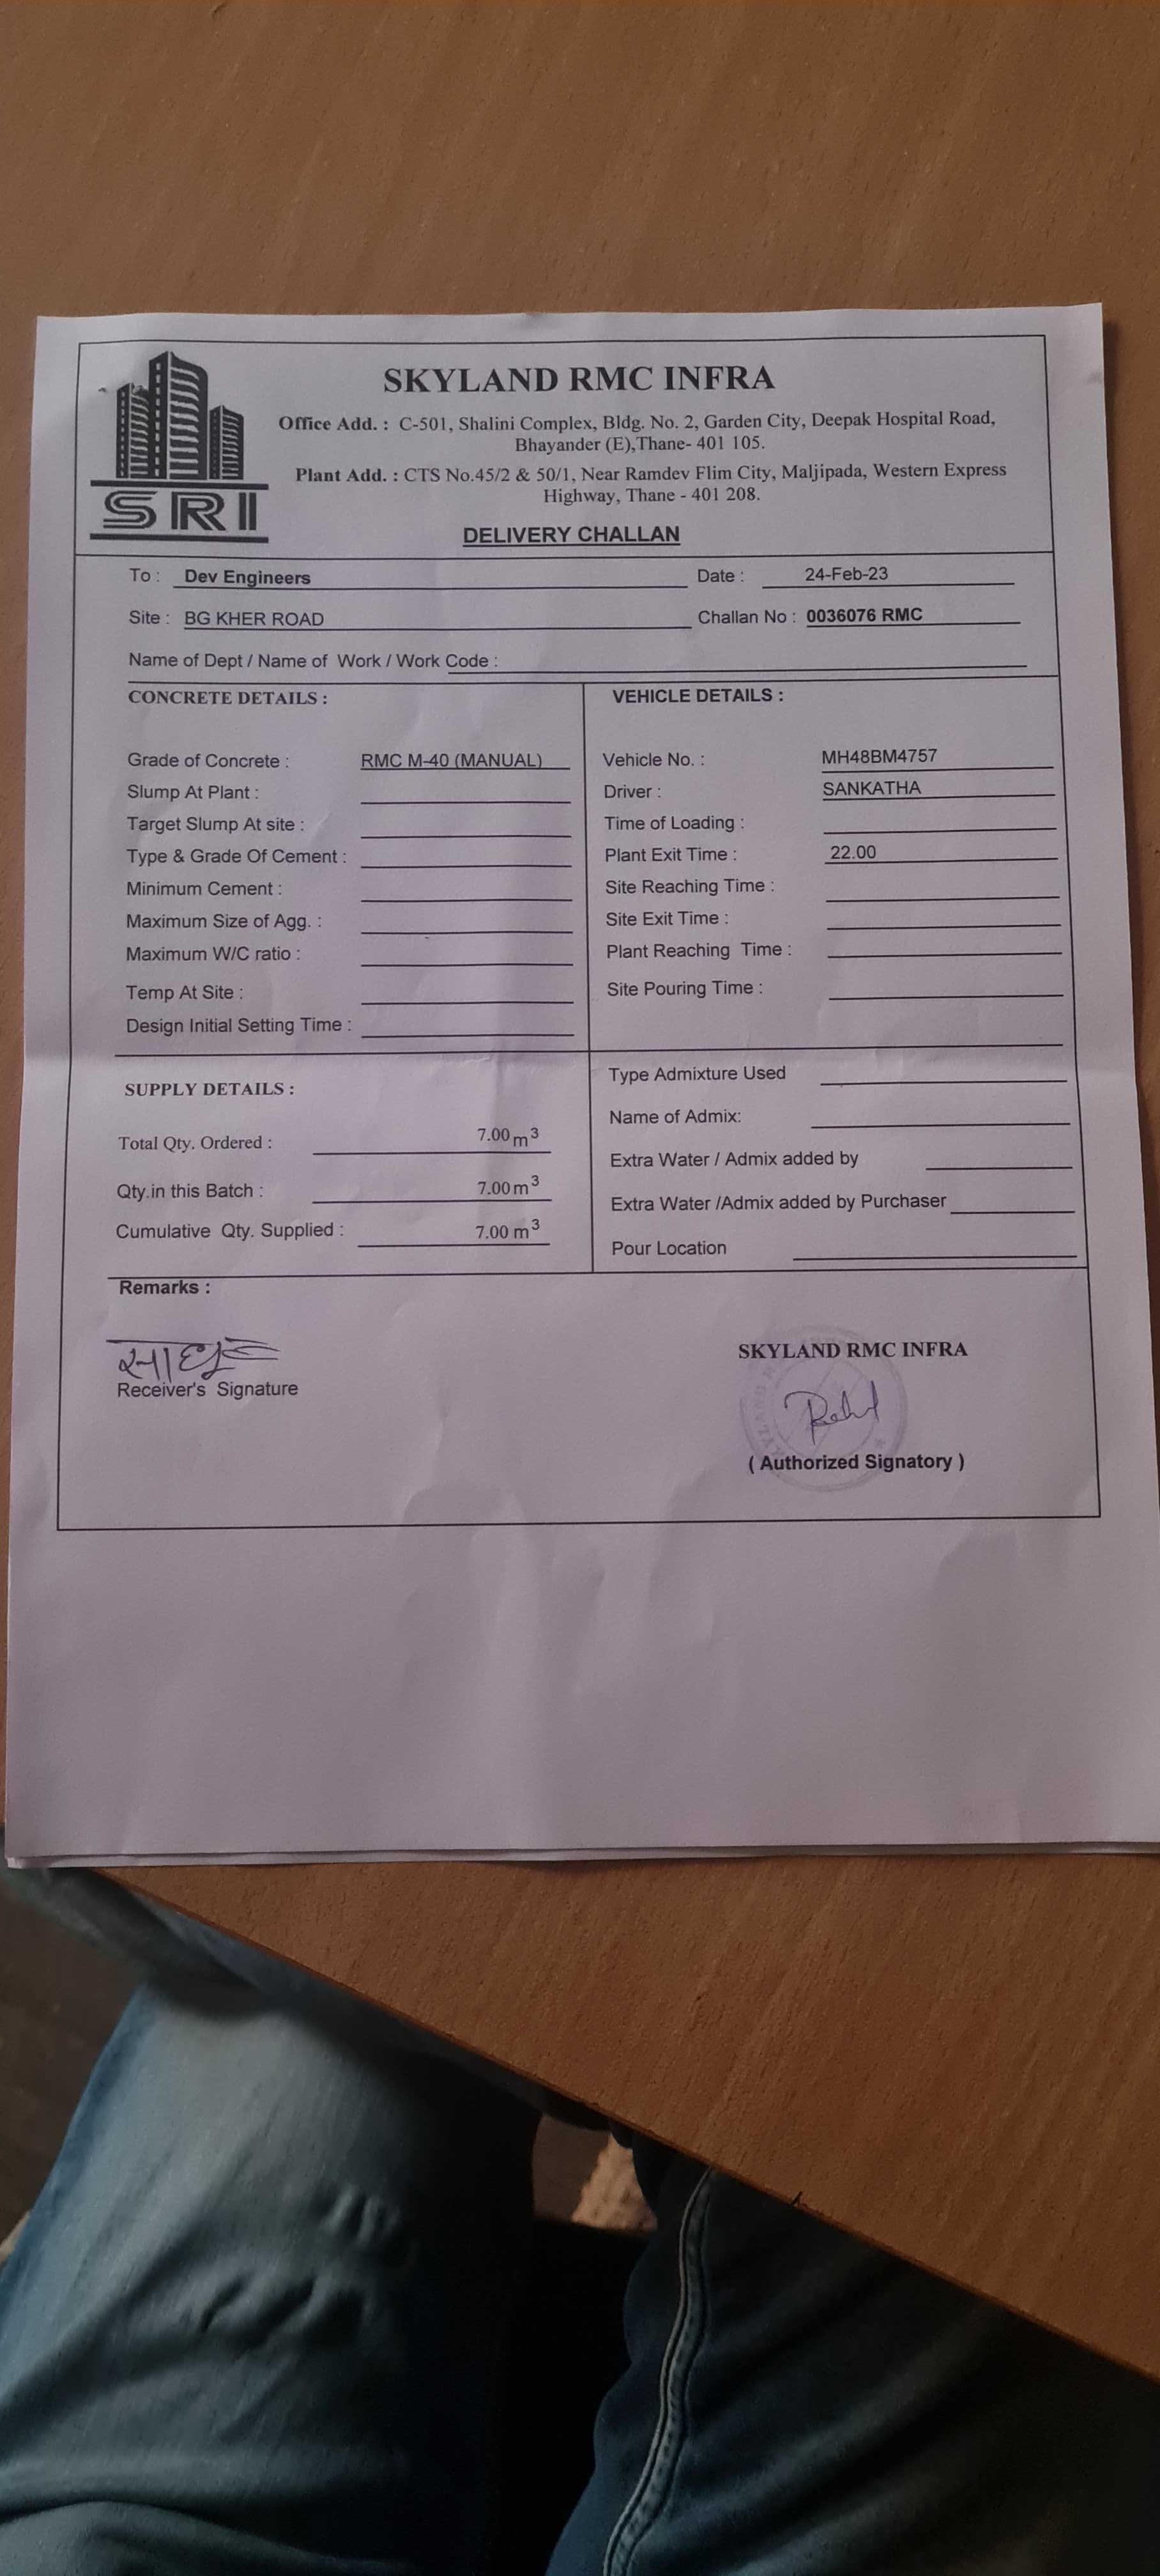 SKYLAND RMC INFRA
Office Add. : C-501, Shalini Complex, Bldg. No. 2, Garden City, Deepak Hospital Road,
Bhayander (E),Thane- 401 105.
Plant Add. : CTS No.45/2 & 50/1, Near Ramdev Flim City, Maljipada, Western Express
Highway, Thane - 401 208.
SRI
DELIVERY CHALLAN
To : Dev Engineers Date : 24-Feb-23
Site : BG KHER ROAD Challan No : 0036076 RMC
Name of Dept / Name of Work / Work Code :
CONCRETE DETAILS :
Grade of Concrete : RMC M-40 (MANUAL)
Slump At Plant :
Target Slump At site :
Type & Grade Of Cement :
Minimum Cement :
Maximum Size of Agg. :
Maximum W/C ratio :
Temp At Site :
Design Initial Setting Time :
VEHICLE DETAILS :
Vehicle No. : MH48BM4757
Driver : SANKATHA
Time of Loading :
Plant Exit Time : 22.00
Site Reaching Time :
Site Exit Time :
Plant Reaching Time :
Site Pouring Time :
SUPPLY DETAILS :
Total Qty. Ordered : 7.00 m3
Qty.in this Batch : 7.00 m3
Cumulative Qty. Supplied : 7.00 m3
Type Admixture Used
Name of Admix:
Extra Water / Admix added by
Extra Water /Admix added by Purchaser
Pour Location
Remarks :
Receiver's Signature
SKYLAND RMC INFRA
( Authorized Signatory )